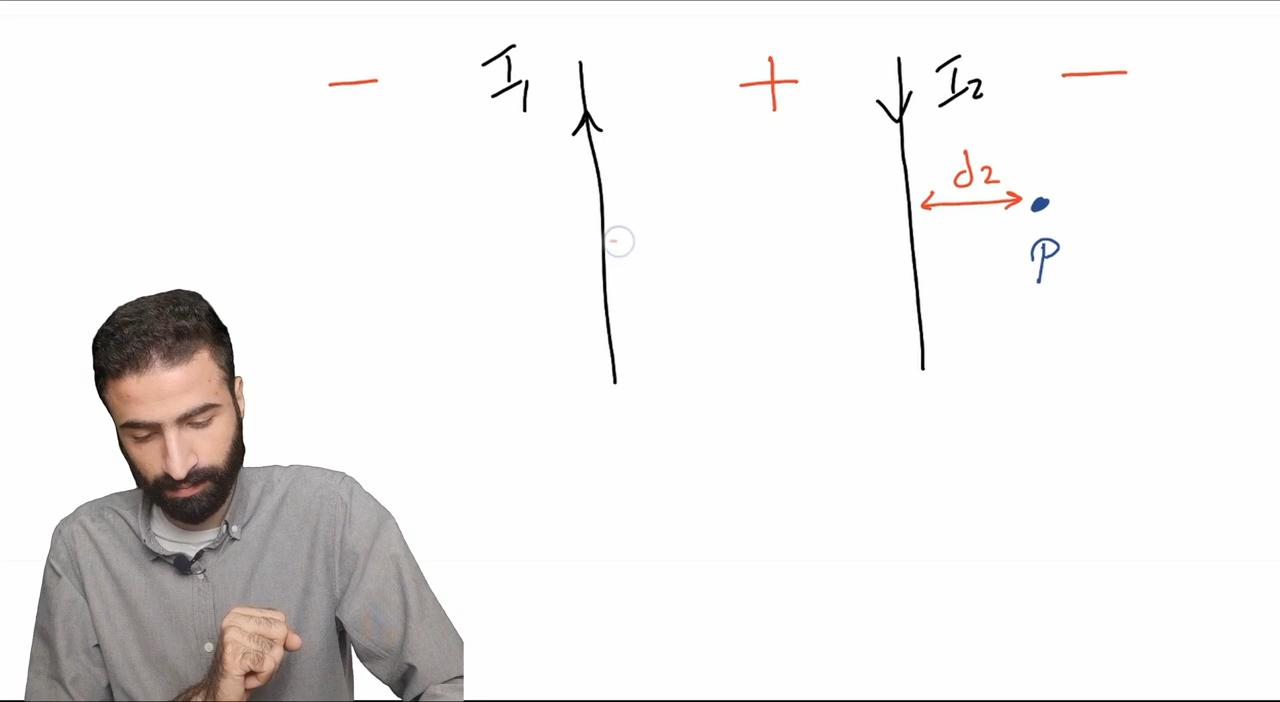 − I₁ + I₂ −
d₂
P